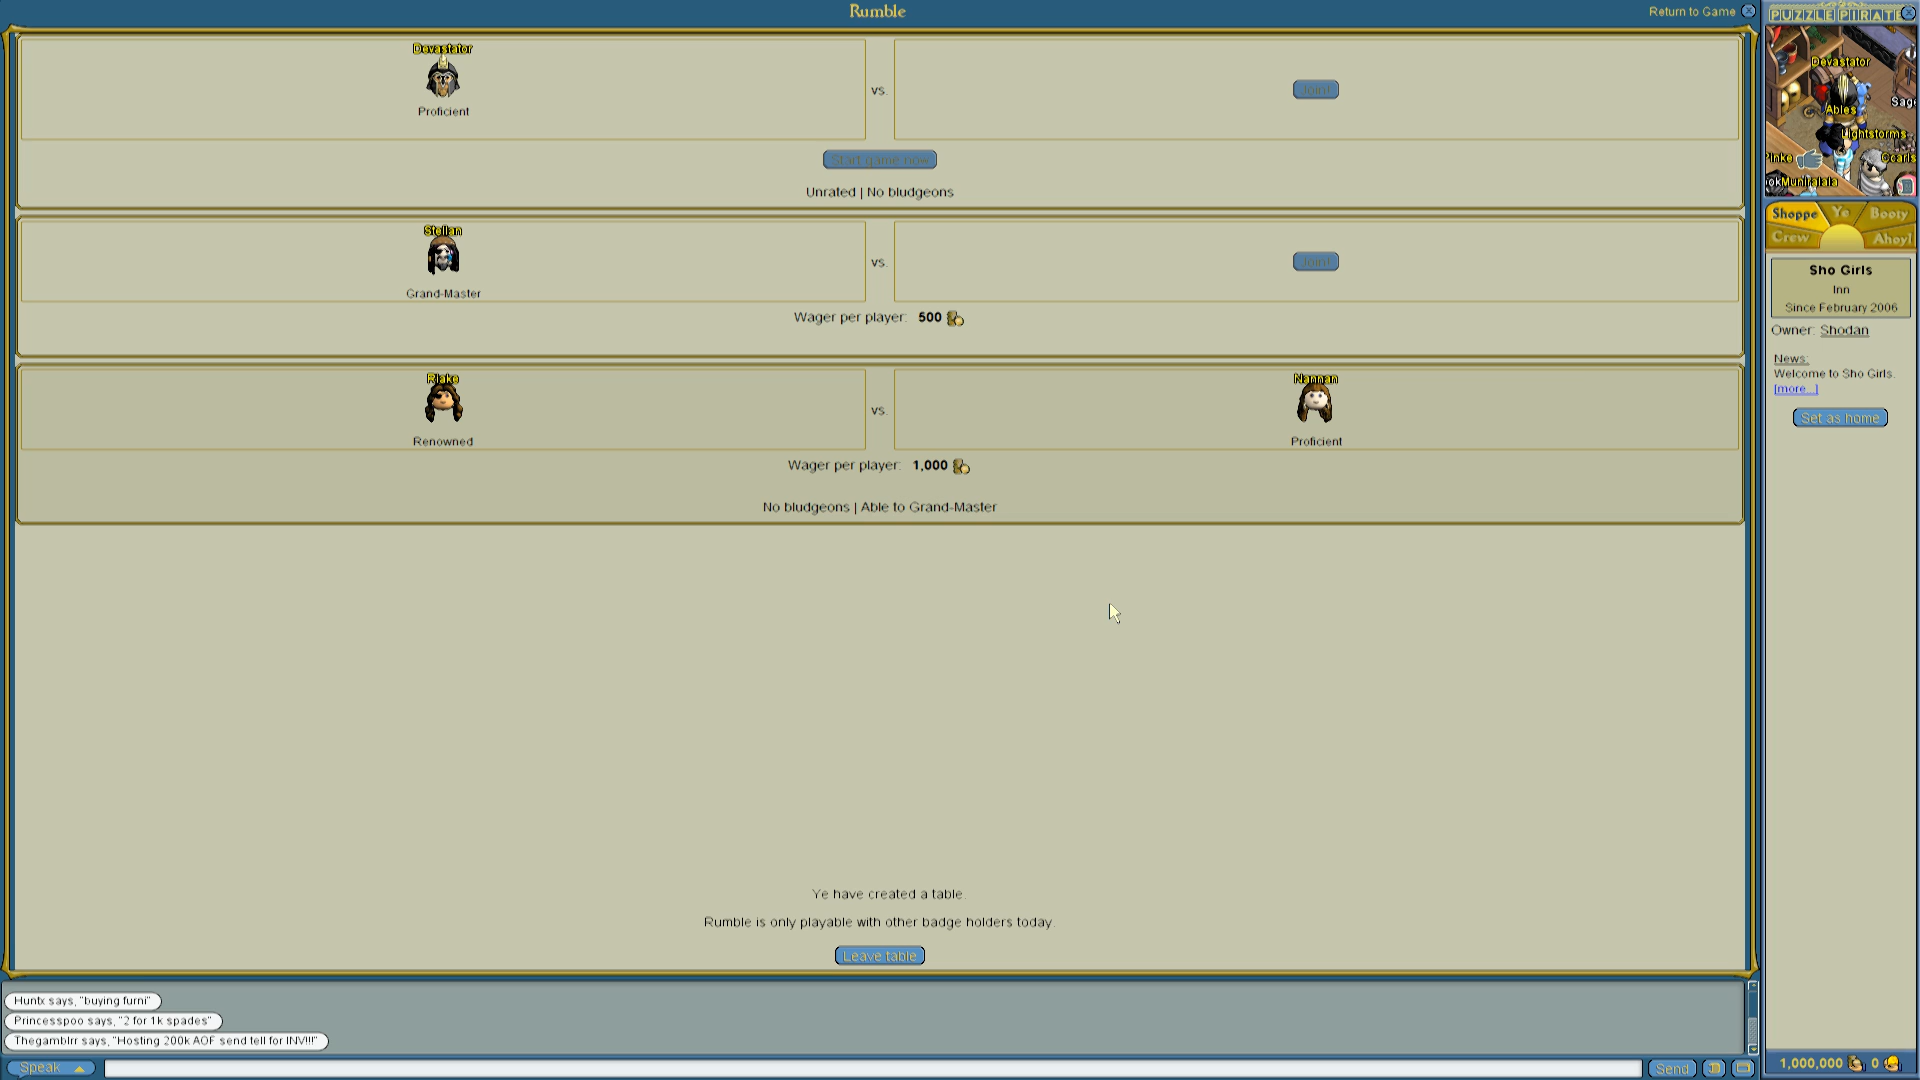 Rumble
Return to Game
PUZZLE PIRATE
Devastator
Proficient
vs.
Join!
Start game now
Unrated | No bludgeons
Stellan
Grand-Master
vs.
Join!
Wager per player: 500
Rlake
Renowned
vs.
Nannan
Proficient
Wager per player: 1,000
No bludgeons | Able to Grand-Master
Ye have created a table.
Rumble is only playable with other badge holders today.
Leave table
Huntx says, "buying furni"
Princesspoo says, "2 for 1k spades"
Thegamblrr says, "Hosting 200k AOF send tell for INV!!!"
Speak
Send
Devastator
Sage
Ables
Lightstorms
Pinke
Shoppe
Ye
Booty
Crew
Ahoy!
Sho Girls
Inn
Since February 2006
Owner: Shodan
News:
Welcome to Sho Girls.
[more...]
Set as home
1,000,000
0